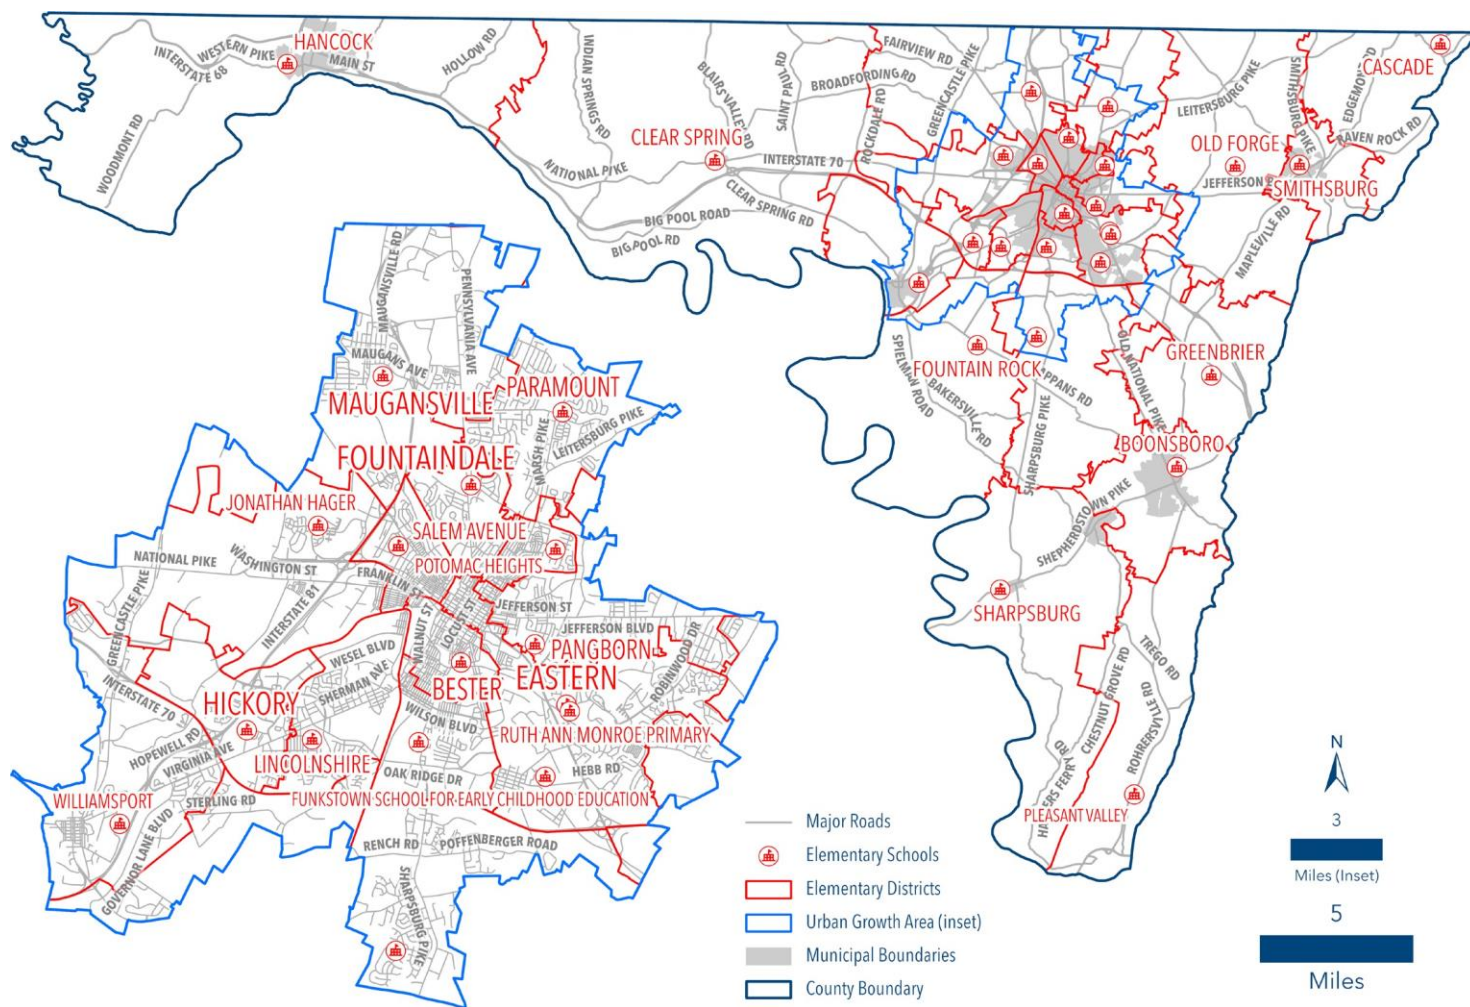 HANCOCK
WESTERN PIKE
INTERSTATE 68
MAIN ST
HOLLOW RD
WOODMONT RD
INDIAN SPRINGS RD
BLAIRS VALLEY RD
SAINT PAUL RD
FAIRVIEW RD
BROADFORDING RD
ROCKDALE RD
GREENCASTLE PIKE
CLEAR SPRING
NATIONAL PIKE
INTERSTATE 70
CLEAR SPRING RD
BIG POOL ROAD
BIG POOL RD
CASCADE
LEITERSBURG PIKE
SMITHSBURG PIKE
EDGEMONT RD
RAVEN ROCK RD
OLD FORGE
JEFFERSON B
SMITHSBURG
MAPLEVILLE RD
GREENBRIER
FOUNTAIN ROCK
SPIELMAN ROAD
BAKERSVILLE RD
APPANS RD
SHARPSBURG PIKE
OLD NATIONAL PIKE
BOONSBORO
SHEPHERDSTOWN PIKE
SHARPSBURG
TREGO RD
CHESTNUT GROVE RD
ROHRERSVILLE RD
HA ERS FERRY RD
PLEASANT VALLEY
MAUGANSVILLE RD
PENNSYLVANIA AVE
MAUGANS AVE
MAUGANSVILLE
PARAMOUNT
MARSH PIKE
LEITERSBURG PIKE
FOUNTAINDALE
JONATHAN HAGER
SALEM AVENUE
POTOMAC HEIGHTS
NATIONAL PIKE
WASHINGTON ST
FRANKLIN ST
INTERSTATE 81
GREENCASTLE PIKE
WALNUT ST
LOCUST ST
JEFFERSON ST
JEFFERSON BLVD
PANGBORN
EASTERN
ROBINWOOD DR
WESEL BLVD
SHERMAN AVE
BESTER
WILSON BLVD
RUTH ANN MONROE PRIMARY
HICKORY
INTERSTATE 70
HOPEWELL RD
VIRGINIA AVE
LINCOLNSHIRE
OAK RIDGE DR
HEBB RD
FUNKSTOWN SCHOOL FOR EARLY CHILDHOOD EDUCATION
WILLIAMSPORT
STERLING RD
GOVERNOR LANE BLVD
RENCH RD
POFFENBERGER ROAD
SHARPSBURG PIKE
Major Roads
Elementary Schools
Elementary Districts
Urban Growth Area (inset)
Municipal Boundaries
County Boundary
N
3
Miles (Inset)
5
Miles